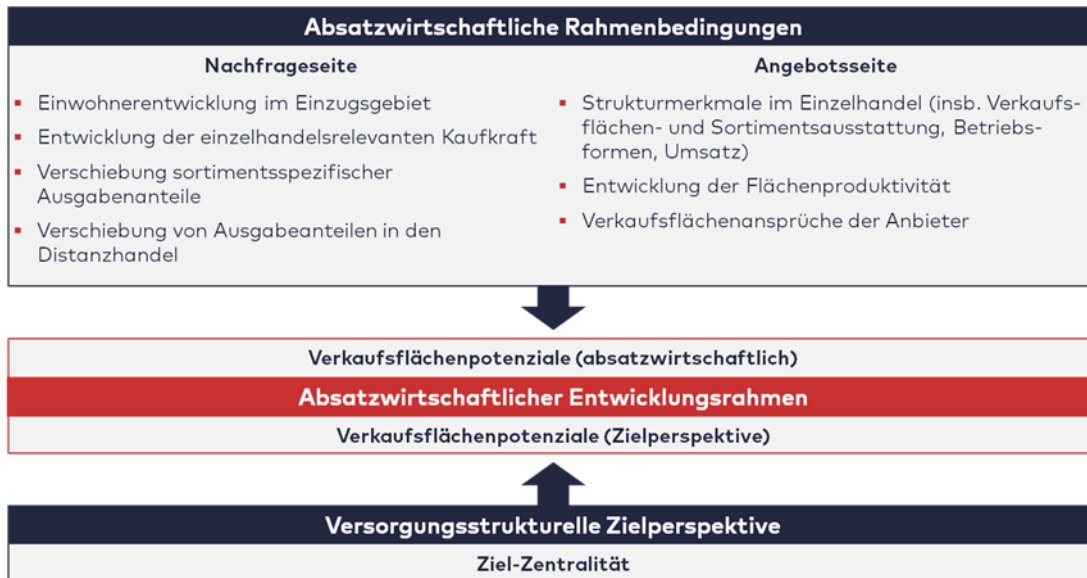 Absatzwirtschaftliche Rahmenbedingungen
Nachfrageseite
▪ Einwohnerentwicklung im Einzugsgebiet
▪ Entwicklung der einzelhandelsrelevanten Kaufkraft
▪ Verschiebung sortimentsspezifischer
Ausgabenanteile
▪ Verschiebung von Ausgabeanteilen in den
Distanzhandel
Angebotsseite
▪ Strukturmerkmale im Einzelhandel (insb. Verkaufs-
flächen- und Sortimentsausstattung, Betriebs-
formen, Umsatz)
▪ Entwicklung der Flächenproduktivität
▪ Verkaufsflächenansprüche der Anbieter
Verkaufsflächenpotenziale (absatzwirtschaftlich)
Absatzwirtschaftlicher Entwicklungsrahmen
Verkaufsflächenpotenziale (Zielperspektive)
Versorgungsstrukturelle Zielperspektive
Ziel-Zentralität